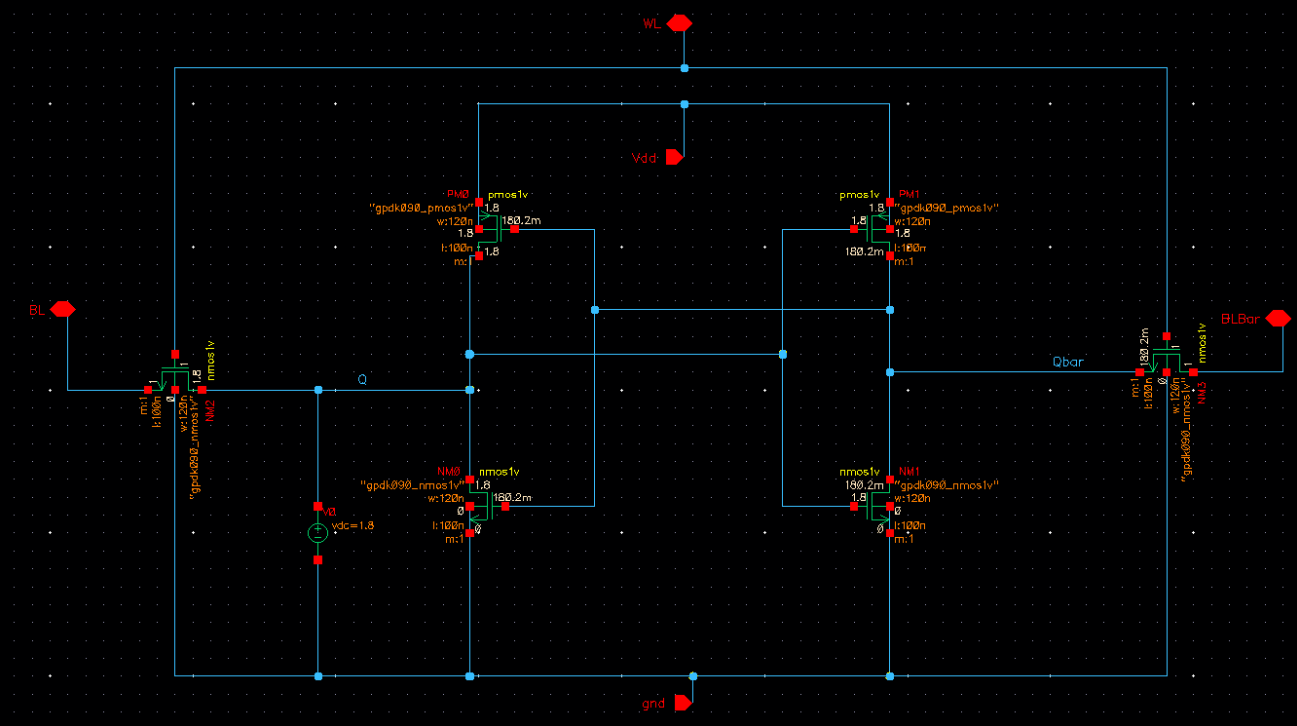 WL
Vdd
PM0 pmos1v
"gpdk090_pmos1v"
1.8
w:120n
180.2m
1.8
l:100n
1.8
m:1
pmos1v PM1
1.8
"gpdk090_pmos1v"
1.8
w:120n
1.8
180.2m
l:100n
m:1
BL
nmos1v
1
1
1.8
0
m:1
l:100n
w:120n
"gpdk090_nmos1v"
NM2
Q
Qbar
BLBar
nmos1v
180.2m
1
1
0
m:1
l:100n
w:120n
"gpdk090_nmos1v"
NM3
NM0 nmos1v
"gpdk090_nmos1v"
1.8
w:120n
180.2m
0
l:100n
0
m:1
nmos1v NM1
180.2m
"gpdk090_nmos1v"
1.8
w:120n
0
0
l:100n
m:1
V0
vdc=1.8
gnd